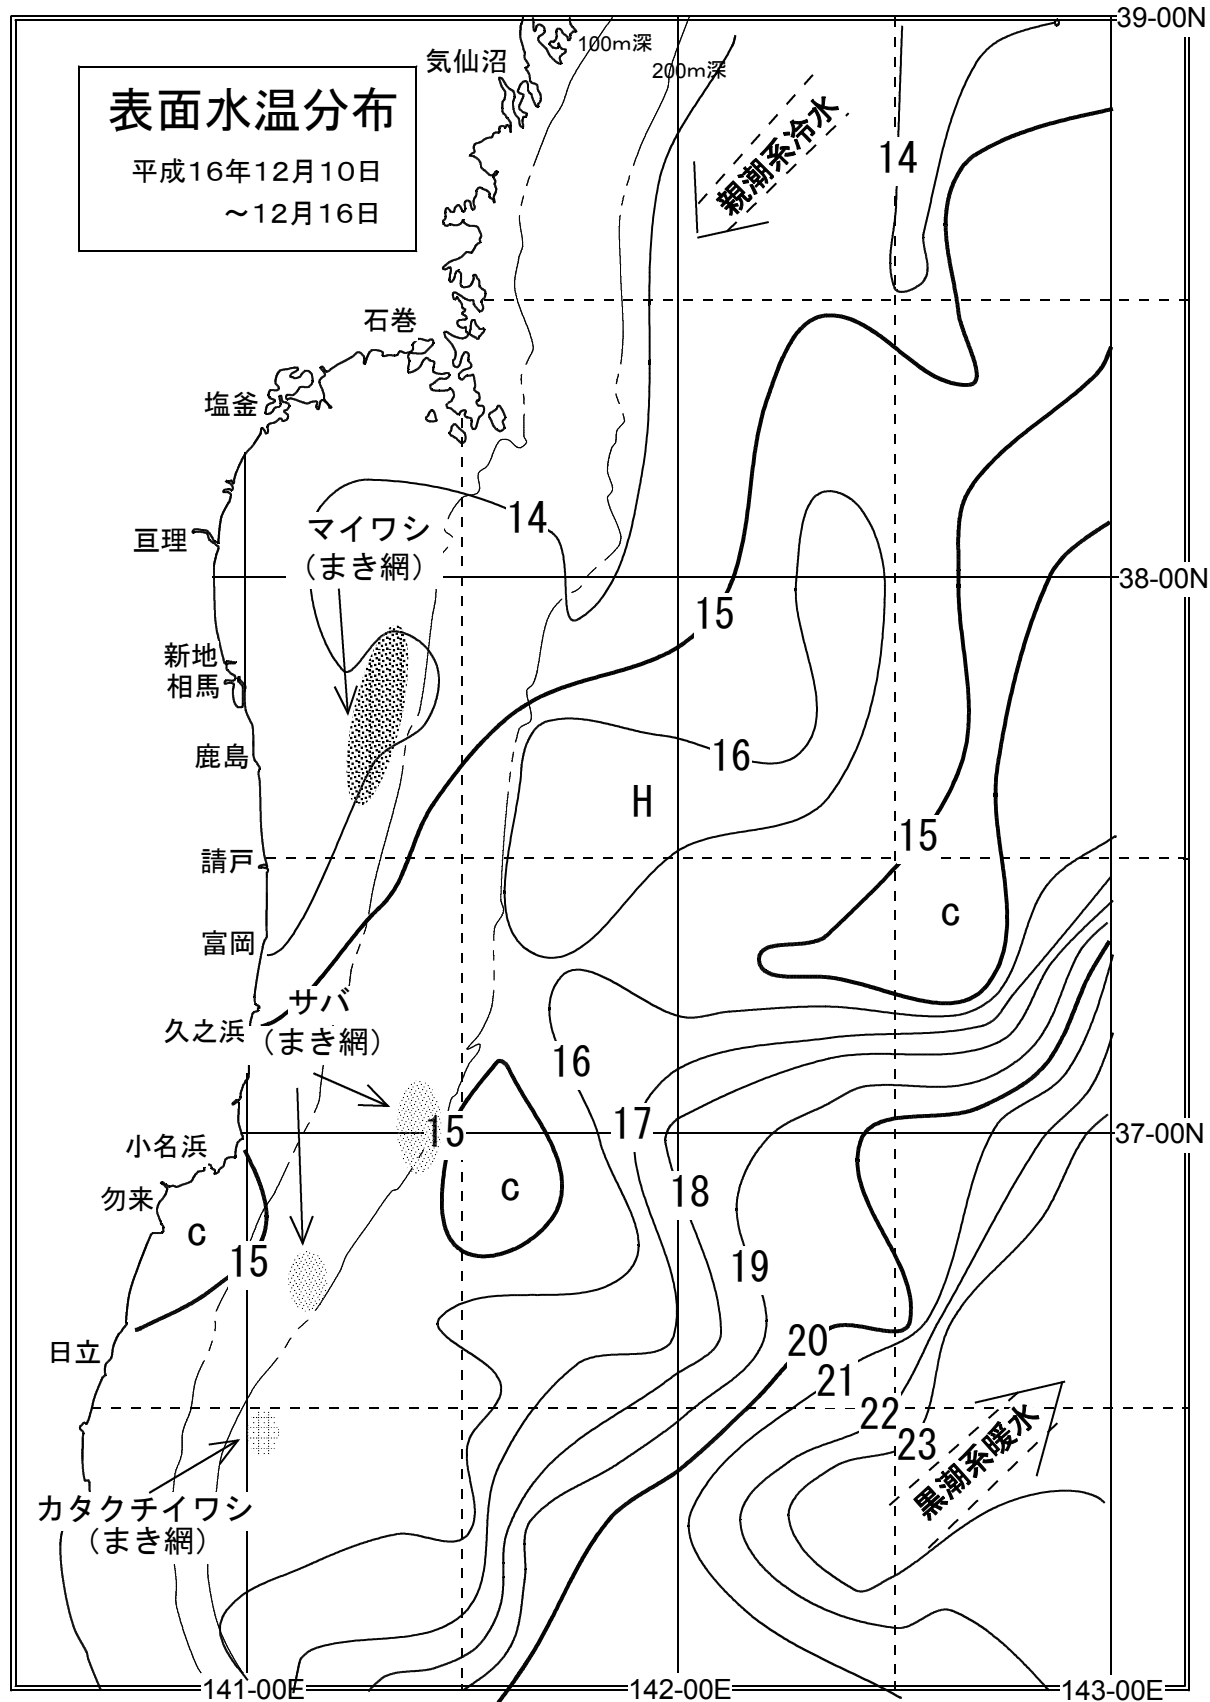 39-00N
100m深
気仙沼
200m深
表面水温分布
平成16年12月10日
～12月16日
親潮系冷水
14
石巻
塩釜
14
マイワシ
(まき網)
亘理
38-00N
15
新地
相馬
16
鹿島
H
15
請戸
c
富岡
サバ
(まき網)
久之浜
16
17
15
37-00N
小名浜
勿来
c
18
c
15
19
20
日立
21
22
23
黒潮系暖水
カタクチイワシ
(まき網)
141-00E
142-00E
143-00E